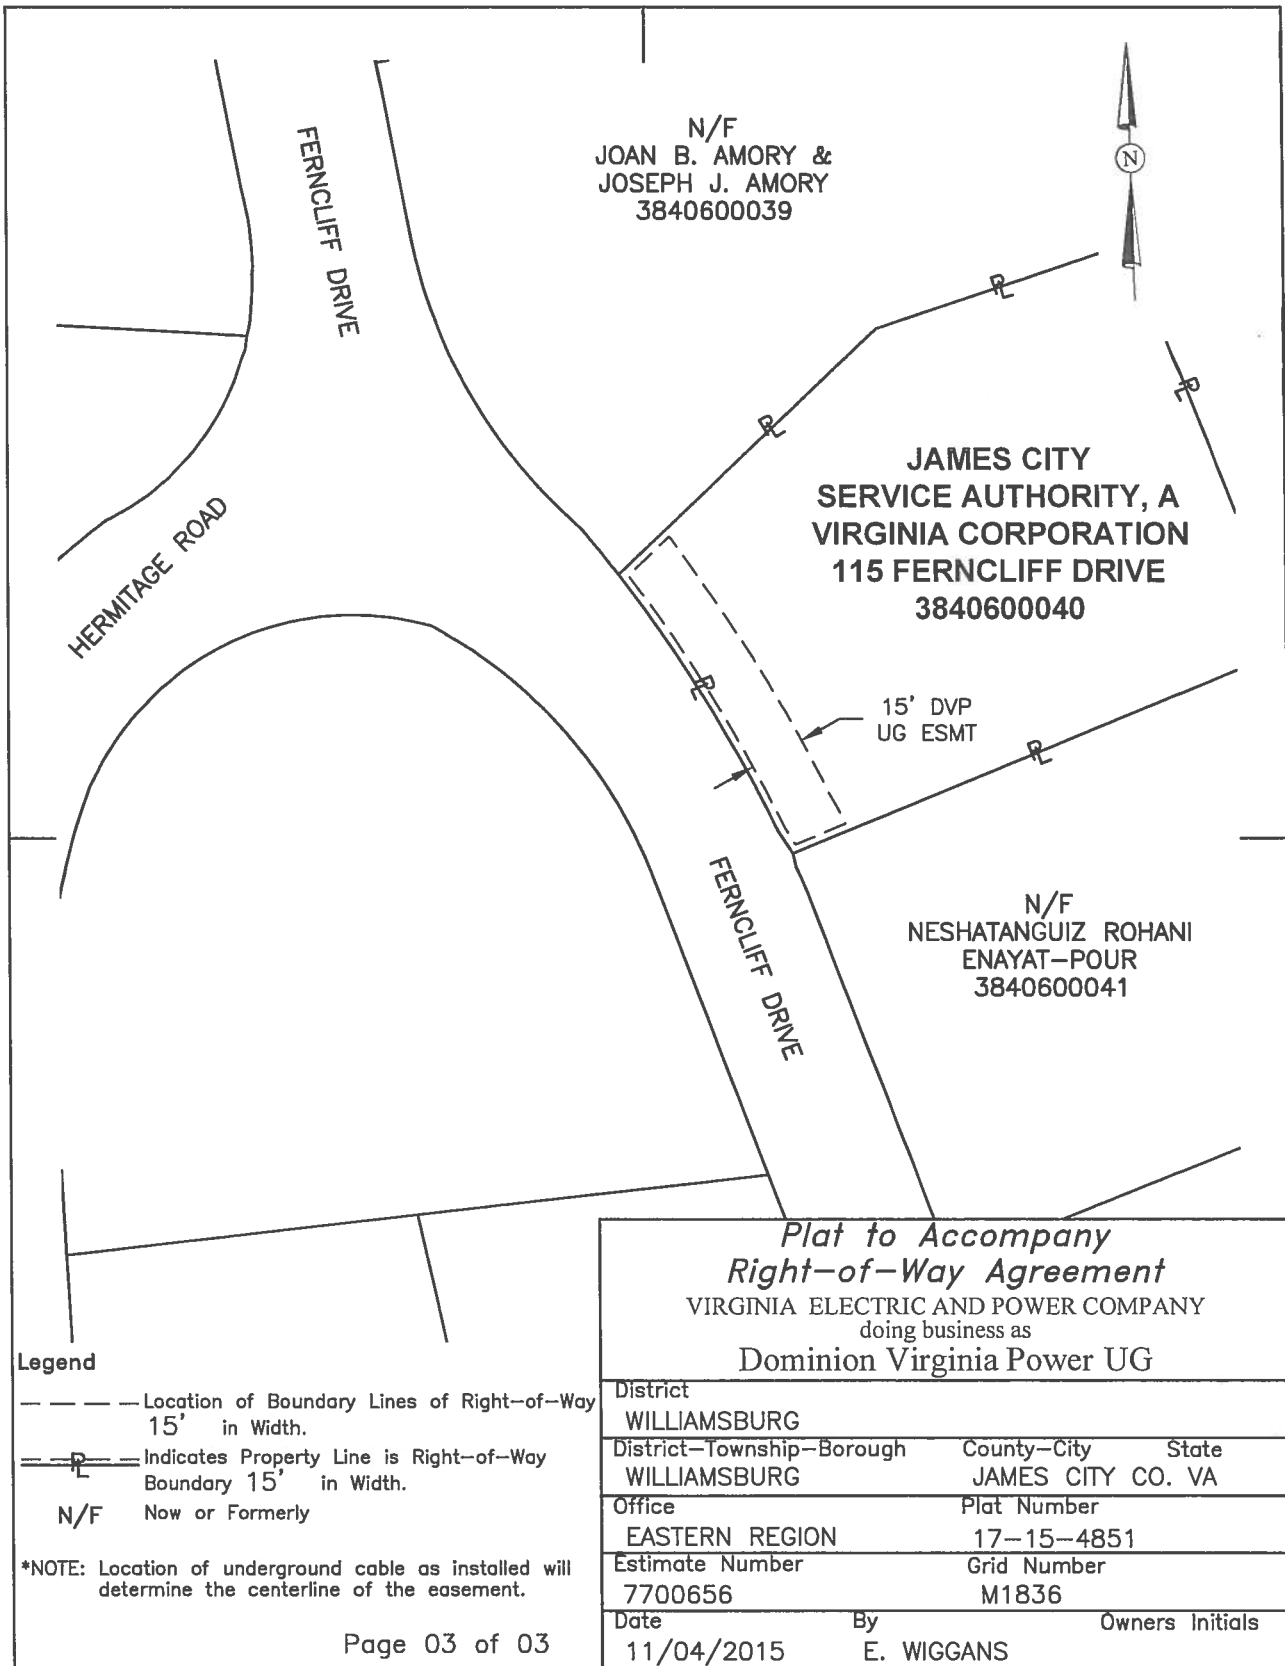 N/F
JOAN B. AMORY &
JOSEPH J. AMORY
3840600039
N
FERNCLIFF DRIVE
PL
PL
PL
JAMES CITY
SERVICE AUTHORITY, A
VIRGINIA CORPORATION
115 FERNCLIFF DRIVE
3840600040
HERMITAGE ROAD
PL
15' DVP
UG ESMT
PL
FERNCLIFF DRIVE
N/F
NESHATANGUIZ ROHANI
ENAYAT-POUR
3840600041
Plat to Accompany
Right-of-Way Agreement
VIRGINIA ELECTRIC AND POWER COMPANY
doing business as
Dominion Virginia Power UG
Legend
Location of Boundary Lines of Right-of-Way
15' in Width.
PL Indicates Property Line is Right-of-Way
Boundary 15' in Width.
N/F Now or Formerly
*NOTE: Location of underground cable as installed will
determine the centerline of the easement.
Page 03 of 03
District
WILLIAMSBURG
District-Township-Borough County-City State
WILLIAMSBURG JAMES CITY CO. VA
Office Plat Number
EASTERN REGION 17-15-4851
Estimate Number Grid Number
7700656 M1836
Date By Owners Initials
11/04/2015 E. WIGGANS